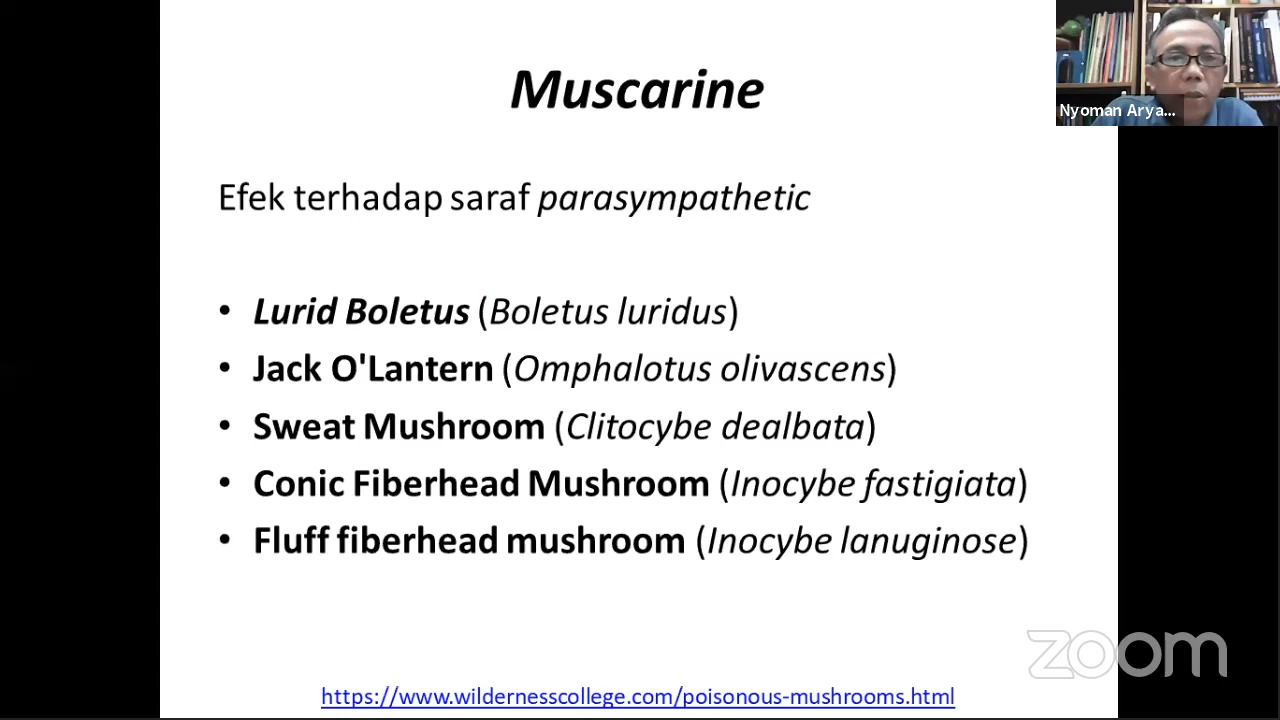 Muscarine
Nyoman Arya...
Efek terhadap saraf parasympathetic
• Lurid Boletus (Boletus luridus)
• Jack O'Lantern (Omphalotus olivascens)
• Sweat Mushroom (Clitocybe dealbata)
• Conic Fiberhead Mushroom (Inocybe fastigiata)
• Fluff fiberhead mushroom (Inocybe lanuginose)
zoom
https://www.wildernesscollege.com/poisonous-mushrooms.html